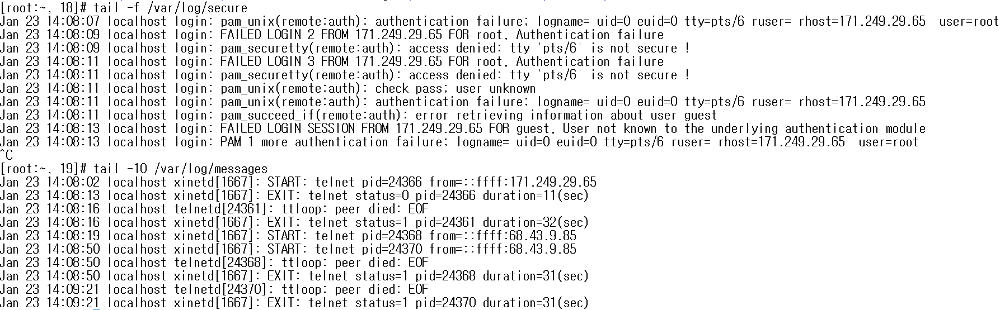 [root:~, 18]# tail -f /var/log/secure
Jan 23 14:08:07 localhost login: pam_unix(remote:auth): authentication failure; logname= uid=0 euid=0 tty=pts/6 ruser= rhost=171.249.29.65  user=root
Jan 23 14:08:09 localhost login: FAILED LOGIN 2 FROM 171.249.29.65 FOR root, Authentication failure
Jan 23 14:08:09 localhost login: pam_securetty(remote:auth): access denied: tty 'pts/6' is not secure !
Jan 23 14:08:11 localhost login: FAILED LOGIN 3 FROM 171.249.29.65 FOR root, Authentication failure
Jan 23 14:08:11 localhost login: pam_securetty(remote:auth): access denied: tty 'pts/6' is not secure !
Jan 23 14:08:11 localhost login: pam_unix(remote:auth): check pass; user unknown
Jan 23 14:08:11 localhost login: pam_unix(remote:auth): authentication failure; logname= uid=0 euid=0 tty=pts/6 ruser= rhost=171.249.29.65
Jan 23 14:08:11 localhost login: pam_succeed_if(remote:auth): error retrieving information about user guest
Jan 23 14:08:13 localhost login: FAILED LOGIN SESSION FROM 171.249.29.65 FOR guest, User not known to the underlying authentication module
Jan 23 14:08:13 localhost login: PAM 1 more authentication failure; logname= uid=0 euid=0 tty=pts/6 ruser= rhost=171.249.29.65  user=root
^C
[root:~, 19]# tail -10 /var/log/messages
Jan 23 14:08:02 localhost xinetd[1667]: START: telnet pid=24366 from=::ffff:171.249.29.65
Jan 23 14:08:13 localhost xinetd[1667]: EXIT: telnet status=0 pid=24366 duration=11(sec)
Jan 23 14:08:16 localhost telnetd[24361]: ttloop: peer died: EOF
Jan 23 14:08:16 localhost xinetd[1667]: EXIT: telnet status=1 pid=24361 duration=32(sec)
Jan 23 14:08:19 localhost xinetd[1667]: START: telnet pid=24368 from=::ffff:68.43.9.85
Jan 23 14:08:50 localhost xinetd[1667]: START: telnet pid=24370 from=::ffff:68.43.9.85
Jan 23 14:08:50 localhost telnetd[24368]: ttloop: peer died: EOF
Jan 23 14:08:50 localhost xinetd[1667]: EXIT: telnet status=1 pid=24368 duration=31(sec)
Jan 23 14:09:21 localhost telnetd[24370]: ttloop: peer died: EOF
Jan 23 14:09:21 localhost xinetd[1667]: EXIT: telnet status=1 pid=24370 duration=31(sec)